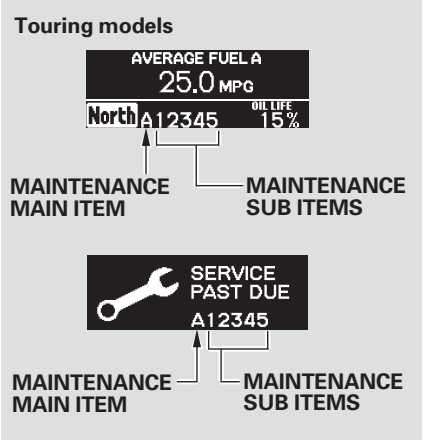 Touring models
AVERAGE FUEL A
25.0 MPG
North A12345 OIL LIFE 15%
MAINTENANCE MAIN ITEM
MAINTENANCE SUB ITEMS
SERVICE
PAST DUE
A12345
MAINTENANCE MAIN ITEM
MAINTENANCE SUB ITEMS